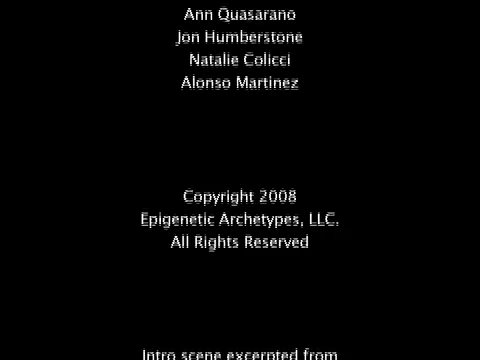 Ann Quasarano
Jon Humberstone
Natalie Colicci
Alonso Martinez
Copyright 2008
Epigenetic Archetypes, LLC.
All Rights Reserved
Intro scene excerpted from